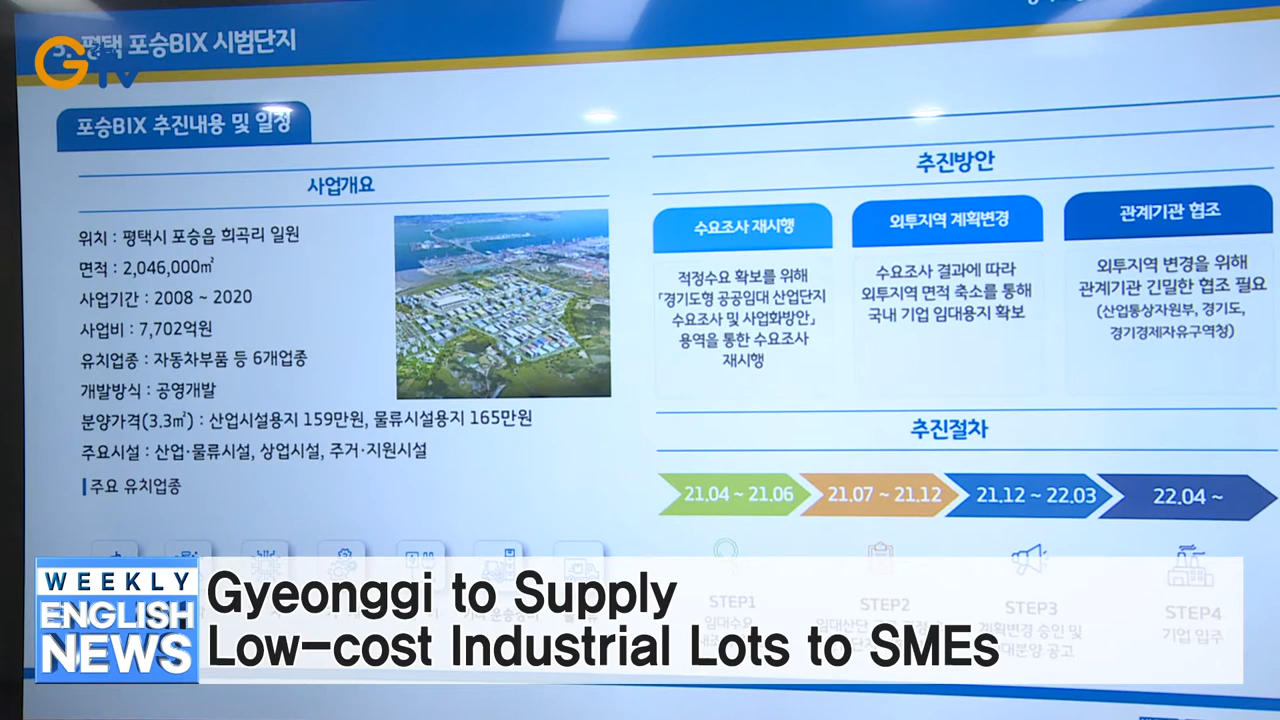 3. 평택 포승BIX 시범단지
GTV
포승BIX 추진내용 및 일정
사업개요
위치 : 평택시 포승읍 희곡리 일원
면적 : 2,046,000㎡
사업기간 : 2008 ~ 2020
사업비 : 7,702억원
유치업종 : 자동차부품 등 6개업종
개발방식 : 공영개발
분양가격(3.3㎡) : 산업시설용지 159만원, 물류시설용지 165만원
주요시설 : 산업·물류시설, 상업시설, 주거·지원시설
주요 유치업종
추진방안
수요조사 재시행
적정수요 확보를 위해
「경기도형 공공임대 산업단지
수요조사 및 사업화방안」
용역을 통한 수요조사
재시행
외투지역 계획변경
수요조사 결과에 따라
외투지역 면적 축소를 통해
국내 기업 임대용지 확보
관계기관 협조
외투지역 변경을 위해
관계기관 긴밀한 협조 필요
(산업통상자원부, 경기도,
경기경제자유구역청)
추진절차
21.04 ~ 21.06
21.07 ~ 21.12
21.12 ~ 22.03
22.04 ~
STEP1
임대수요
STEP2
STEP3
계획변경 승인 및
공고
STEP4
기업 입주
WEEKLY
ENGLISH
NEWS
Gyeonggi to Supply
Low-cost Industrial Lots to SMEs